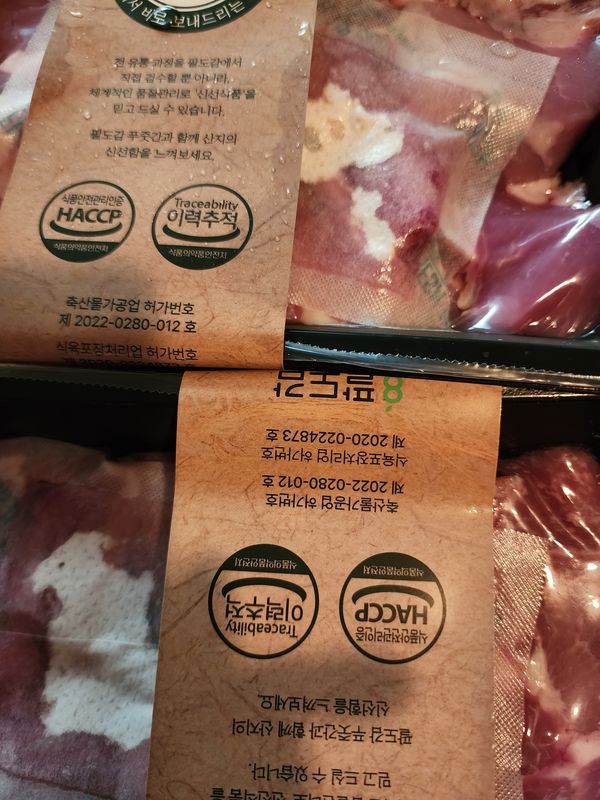 서 바로 보내드리는
전 유통 과정을 팔도감에서
직접 검수할 뿐 아니라,
체계적인 품질관리로 '신선식품'을
믿고 드실 수 있습니다.
팔도감 푸줏간과 함께 산지의
신선함을 느껴보세요.
식품안전관리인증
HACCP
식품의약품안전처
Traceability
이력추적
식품의약품안전처
축산물가공업 허가번호
제 2022-0280-012 호
식육포장처리업 허가번호
팔도감
제 2020-0224873 호
식육포장처리업 허가번호
제 2022-0280-012 호
축산물가공업 허가번호
식품의약품안전처
이력추적
Traceability
식품의약품안전처
HACCP
식품안전관리인증
신선함을 느껴보세요.
팔도감 푸줏간과 함께 산지의
믿고 드실 수 있습니다.